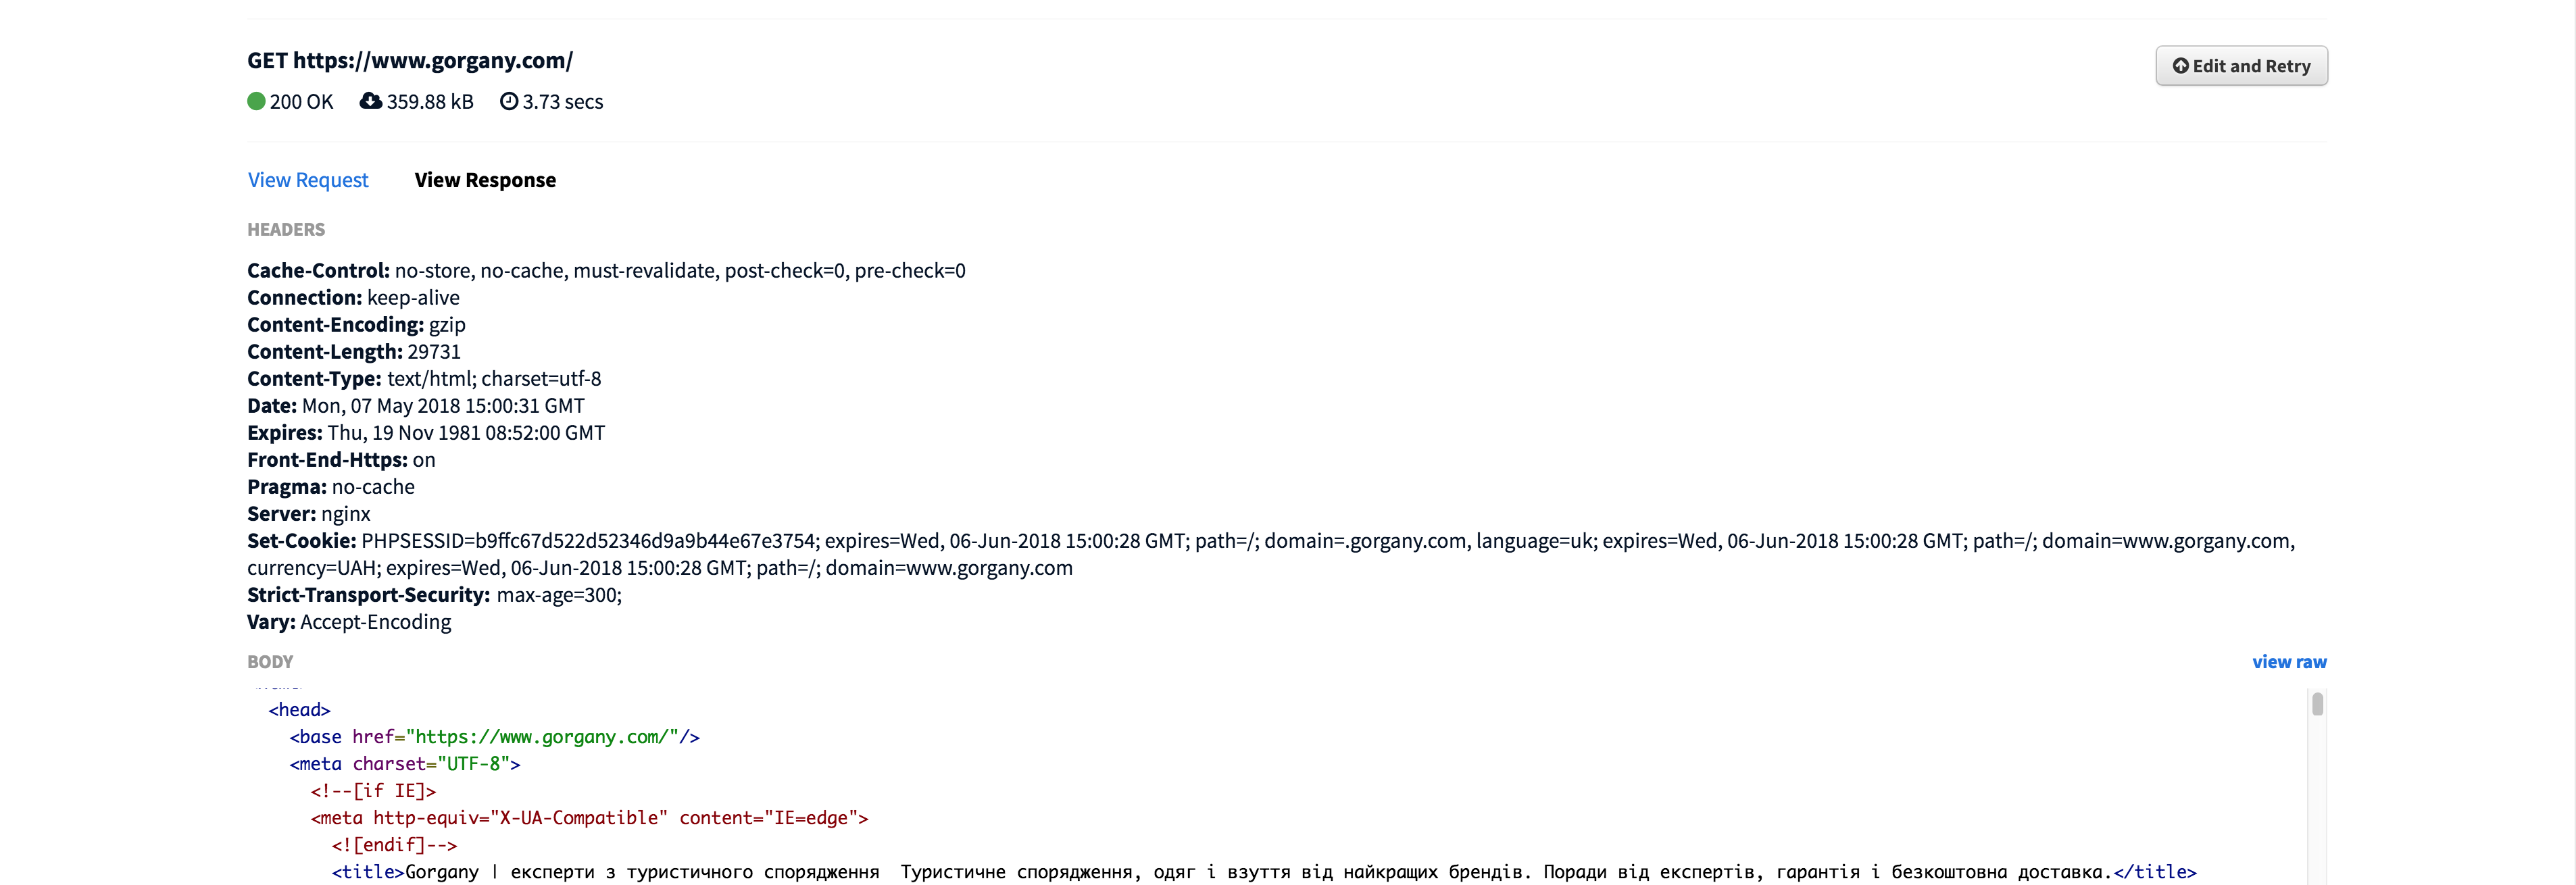 GET https://www.gorgany.com/
Edit and Retry
200 OK 359.88 kB 3.73 secs
View Request View Response
HEADERS
Cache-Control: no-store, no-cache, must-revalidate, post-check=0, pre-check=0
Connection: keep-alive
Content-Encoding: gzip
Content-Length: 29731
Content-Type: text/html; charset=utf-8
Date: Mon, 07 May 2018 15:00:31 GMT
Expires: Thu, 19 Nov 1981 08:52:00 GMT
Front-End-Https: on
Pragma: no-cache
Server: nginx
Set-Cookie: PHPSESSID=b9ffc67d522d52346d9a9b44e67e3754; expires=Wed, 06-Jun-2018 15:00:28 GMT; path=/; domain=.gorgany.com, language=uk; expires=Wed, 06-Jun-2018 15:00:28 GMT; path=/; domain=www.gorgany.com,
currency=UAH; expires=Wed, 06-Jun-2018 15:00:28 GMT; path=/; domain=www.gorgany.com
Strict-Transport-Security: max-age=300;
Vary: Accept-Encoding
BODY
view raw
<head>
<base href="https://www.gorgany.com/"/>
<meta charset="UTF-8">
<!--[if IE]>
<meta http-equiv="X-UA-Compatible" content="IE=edge">
<![endif]-->
<title>Gorgany | експерти з туристичного спорядження  Туристичне спорядження, одяг і взуття від найкращих брендів. Поради від експертів, гарантія і безкоштовна доставка.</title>